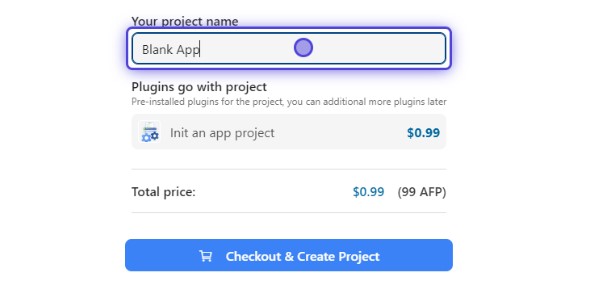 Your project name
Blank App
Plugins go with project
Pre-installed plugins for the project, you can additional more plugins later
Init an app project $0.99
Total price: $0.99 (99 AFP)
Checkout & Create Project